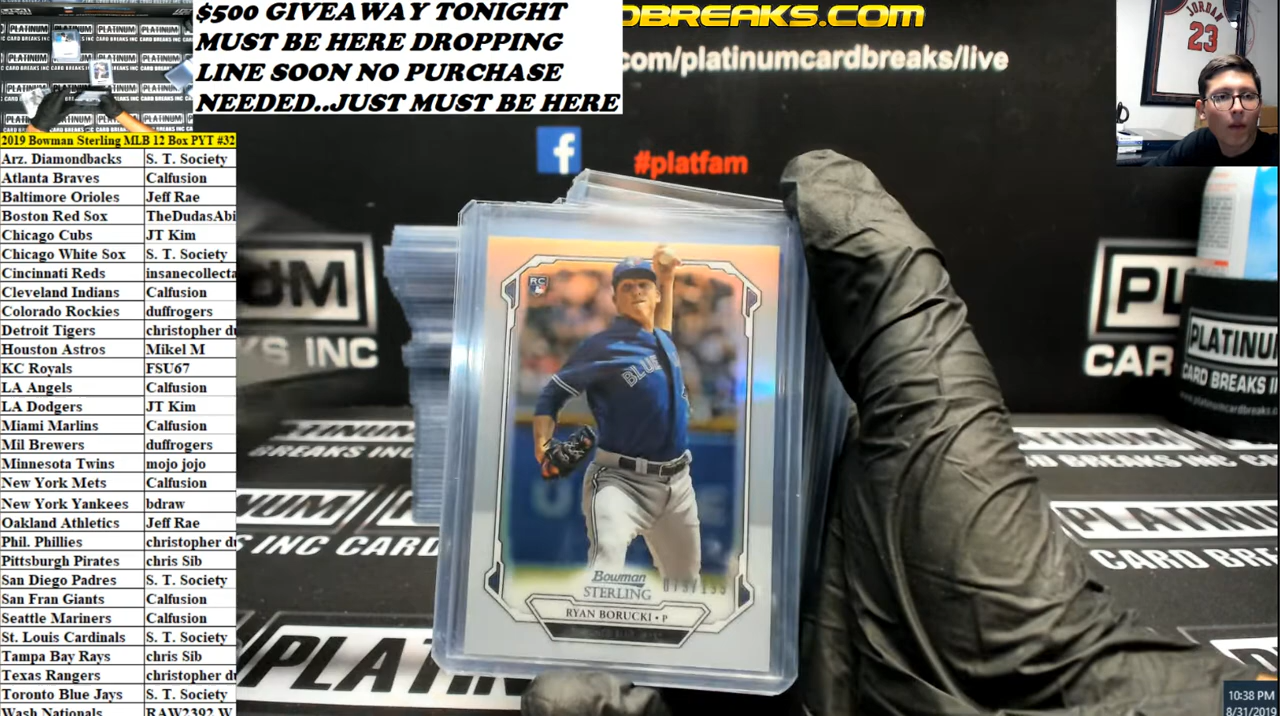 $500 GIVEAWAY TONIGHT
MUST BE HERE DROPPING
LINE SOON NO PURCHASE
NEEDED..JUST MUST BE HERE
DBREAKS.COM
com/platinumcardbreaks/live
#platfam
JORDAN
23
2019 Bowman Sterling MLB 12 Box PYT #32
Arz. Diamondbacks S. T. Society
Atlanta Braves Calfusion
Baltimore Orioles Jeff Rae
Boston Red Sox TheDudasAbi
Chicago Cubs JT Kim
Chicago White Sox S. T. Society
Cincinnati Reds insanecollecta
Cleveland Indians Calfusion
Colorado Rockies duffrogers
Detroit Tigers christopher du
Houston Astros Mikel M
KC Royals FSU67
LA Angels Calfusion
LA Dodgers JT Kim
Miami Marlins Calfusion
Mil Brewers duffrogers
Minnesota Twins mojo jojo
New York Mets Calfusion
New York Yankees bdraw
Oakland Athletics Jeff Rae
Phil. Phillies christopher du
Pittsburgh Pirates chris Sib
San Diego Padres S. T. Society
San Fran Giants Calfusion
Seattle Mariners Calfusion
St. Louis Cardinals S. T. Society
Tampa Bay Rays chris Sib
Texas Rangers christopher du
Toronto Blue Jays S. T. Society
Wash Nationals RAW2392 W
RC
BLUE
Bowman
STERLING
RYAN BORUCKI • P
PLATINUM
CARD BREAKS IN
10:38 PM
8/31/2019